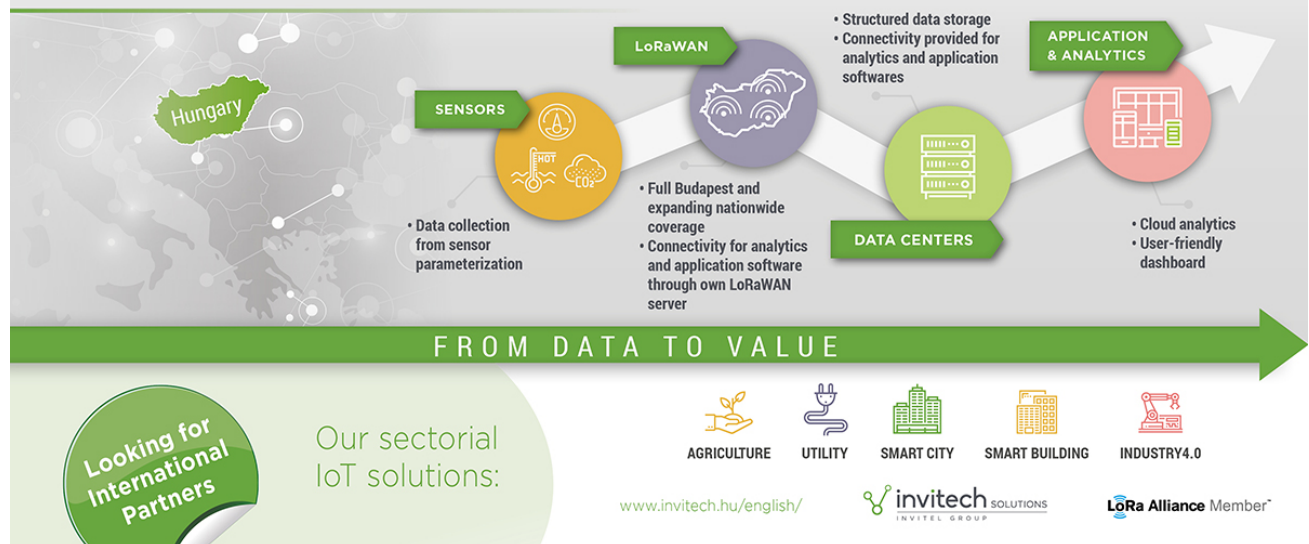 Hungary
SENSORS
HOT
CO₂
• Data collection
from sensor
parameterization
LoRaWAN
• Full Budapest and
expanding nationwide
coverage
• Connectivity for analytics
and application software
through own LoRaWAN
server
• Structured data storage
• Connectivity provided for
analytics and application
softwares
DATA CENTERS
APPLICATION
& ANALYTICS
• Cloud analytics
• User-friendly
dashboard
FROM DATA TO VALUE
Looking for
International
Partners
Our sectorial
IoT solutions:
AGRICULTURE
UTILITY
SMART CITY
SMART BUILDING
INDUSTRY4.0
www.invitech.hu/english/
invitech SOLUTIONS
INVITEL GROUP
LoRa Alliance Member™